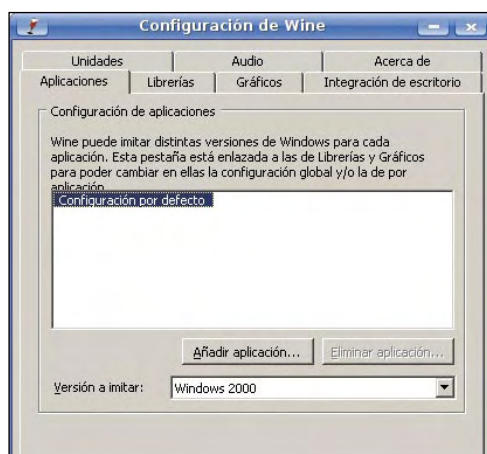 Configuración de Wine
Unidades
Audio
Acerca de
Aplicaciones
Librerías
Gráficos
Integración de escritorio
Configuración de aplicaciones
Wine puede imitar distintas versiones de Windows para cada
aplicación. Esta pestaña está enlazada a las de Librerías y Gráficos
para poder cambiar en ellas la configuración global y/o la de por
aplicación
Configuración por defecto
Añadir aplicación...
Eliminar aplicación...
Versión a imitar:
Windows 2000